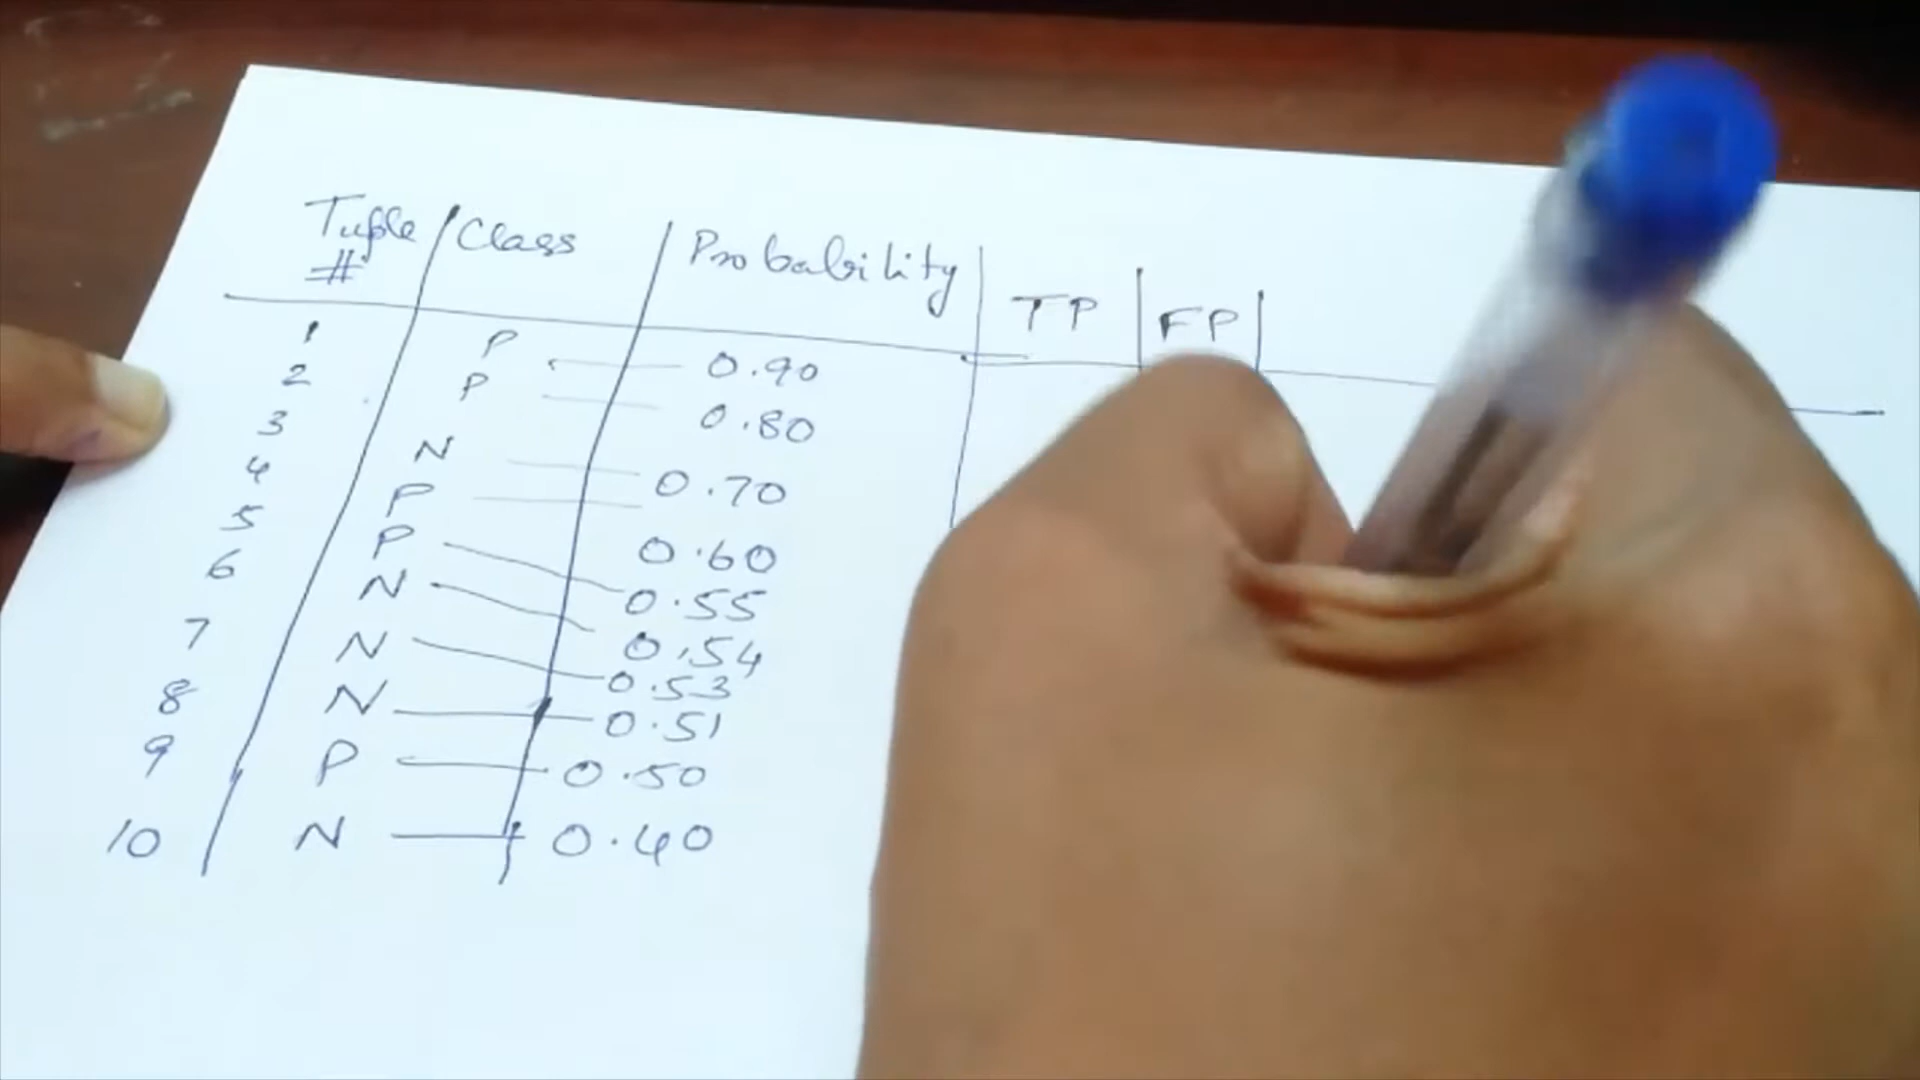 Tuple # Class Probability TP FP
1 P 0.90
2 P 0.80
3 N 0.70
4 P 0.60
5 P 0.55
6 N 0.54
7 N 0.53
8 N 0.51
9 P 0.50
10 N 0.40